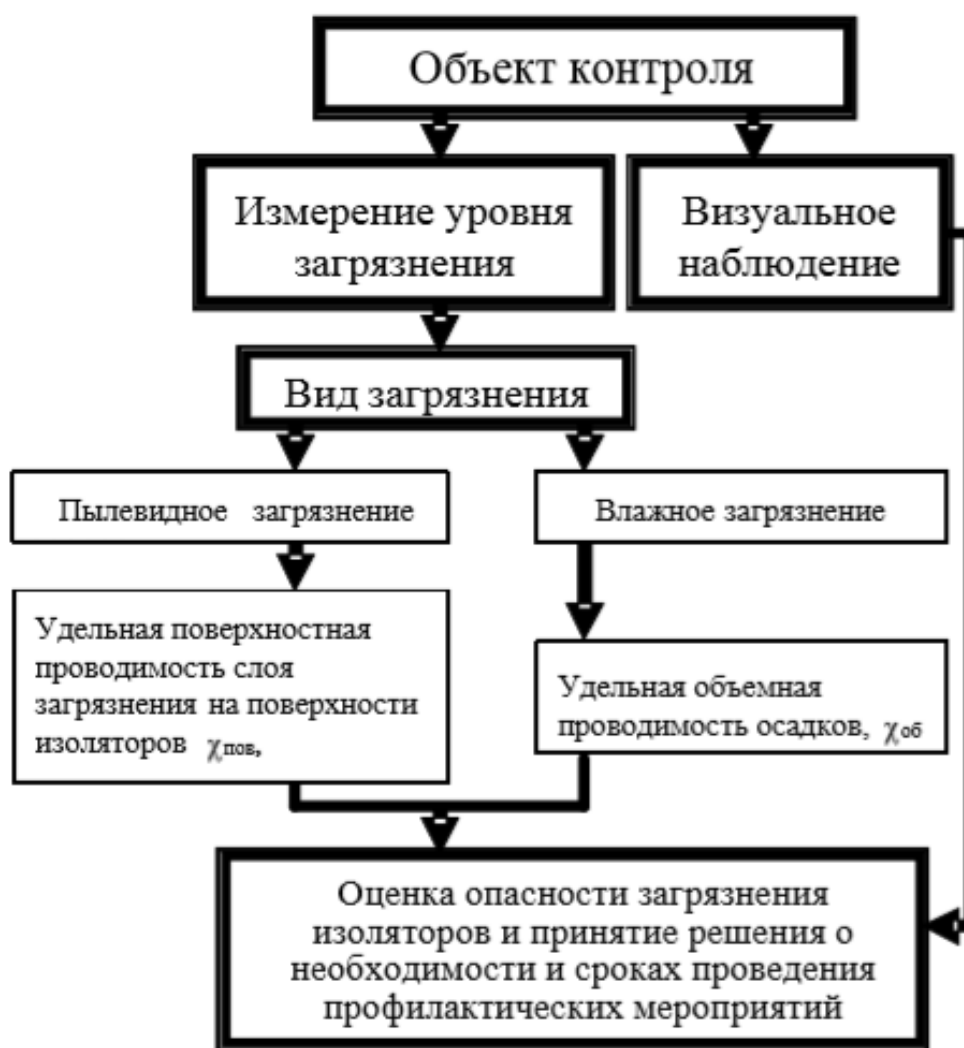 Объект контроля
Измерение уровня
загрязнения
Визуальное
наблюдение
Вид загрязнения
Пылевидное загрязнение
Влажное загрязнение
Удельная поверхностная
проводимость слоя
загрязнения на поверхности
изоляторов χпов,
Удельная объемная
проводимость осадков, χоб
Оценка опасности загрязнения
изоляторов и принятие решения о
необходимости и сроках проведения
профилактических мероприятий